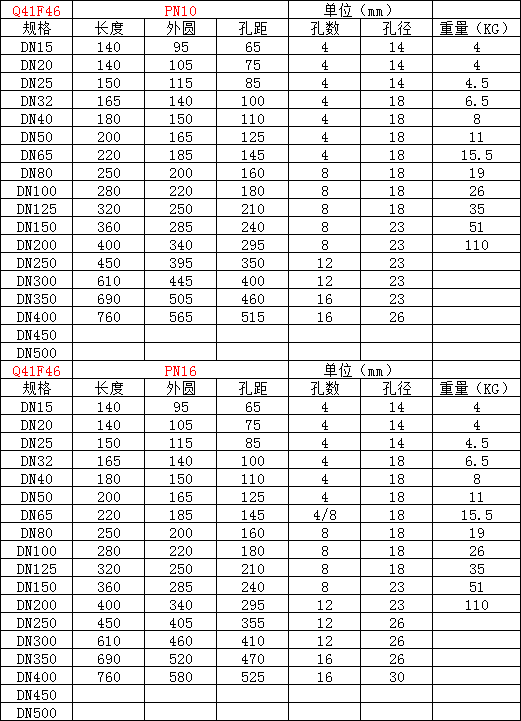 Q41F46 PN10 单位（mm）
规格 长度 外圆 孔距 孔数 孔径 重量（KG）
DN15 140 95 65 4 14 4
DN20 140 105 75 4 14 4
DN25 150 115 85 4 14 4.5
DN32 165 140 100 4 18 6.5
DN40 180 150 110 4 18 8
DN50 200 165 125 4 18 11
DN65 220 185 145 4 18 15.5
DN80 250 200 160 8 18 19
DN100 280 220 180 8 18 26
DN125 320 250 210 8 18 35
DN150 360 285 240 8 23 51
DN200 400 340 295 8 23 110
DN250 450 395 350 12 23
DN300 610 445 400 12 23
DN350 690 505 460 16 23
DN400 760 565 515 16 26
DN450
DN500
Q41F46 PN16 单位（mm）
规格 长度 外圆 孔距 孔数 孔径 重量（KG）
DN15 140 95 65 4 14 4
DN20 140 105 75 4 14 4
DN25 150 115 85 4 14 4.5
DN32 165 140 100 4 18 6.5
DN40 180 150 110 4 18 8
DN50 200 165 125 4 18 11
DN65 220 185 145 4/8 18 15.5
DN80 250 200 160 8 18 19
DN100 280 220 180 8 18 26
DN125 320 250 210 8 18 35
DN150 360 285 240 8 23 51
DN200 400 340 295 12 23 110
DN250 450 405 355 12 26
DN300 610 460 410 12 26
DN350 690 520 470 16 26
DN400 760 580 525 16 30
DN450
DN500